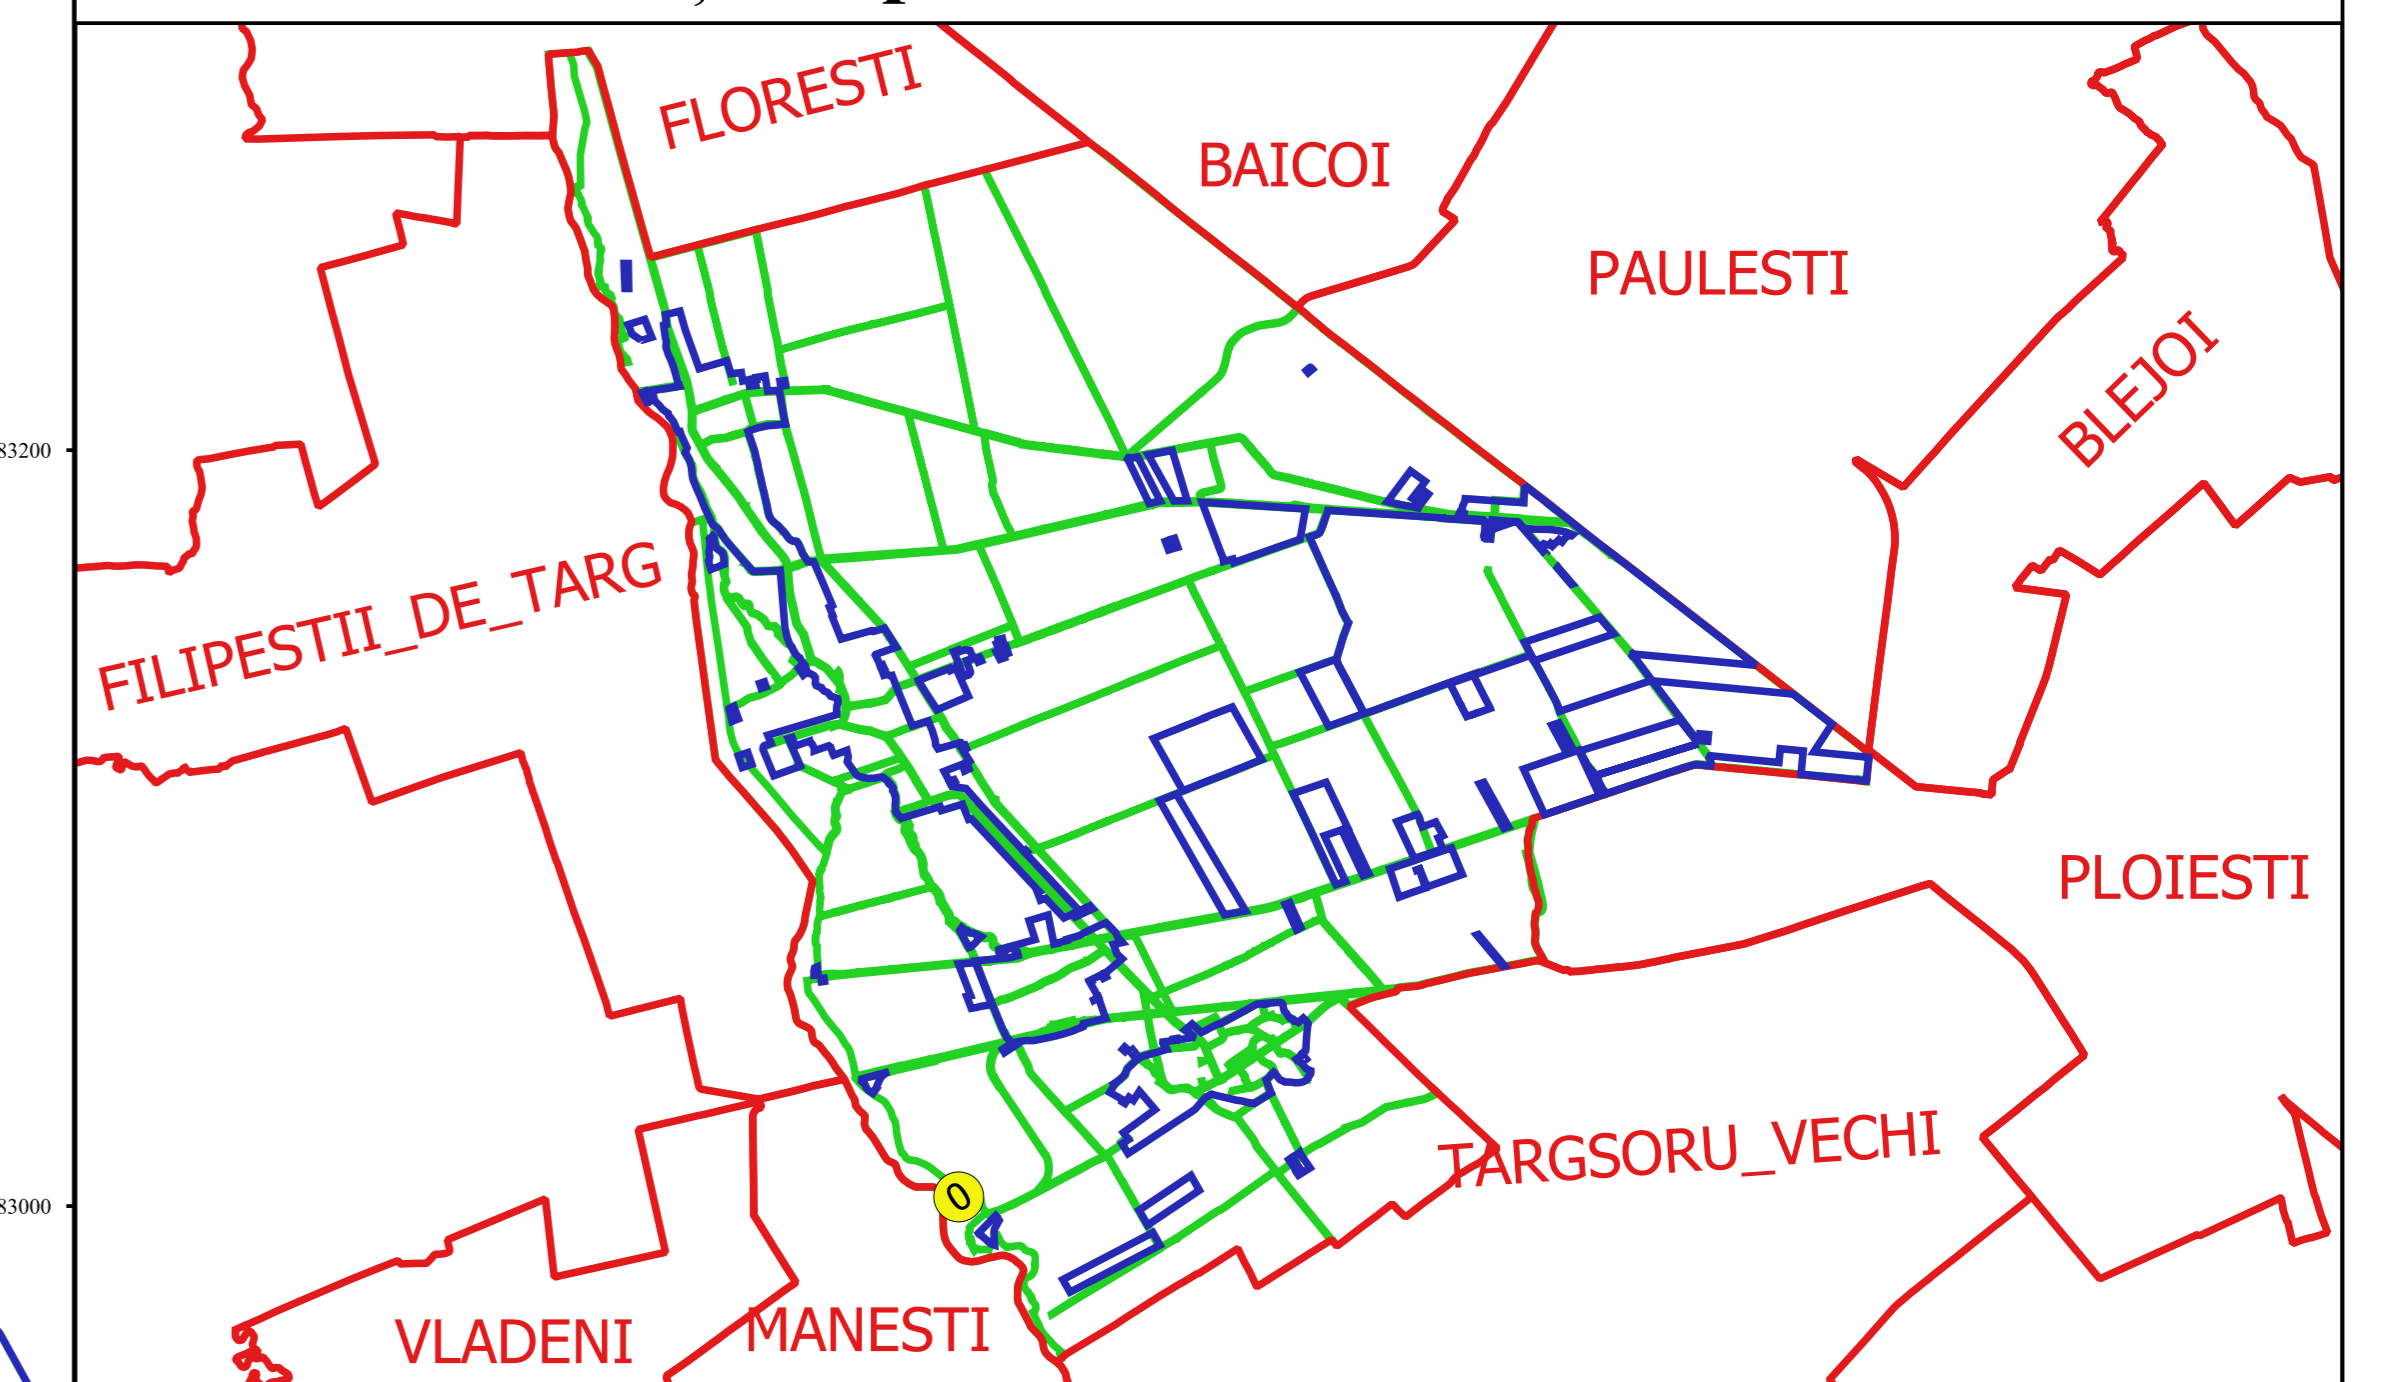 FLORESTI
BAICOI
PAULESTI
BLEJOI
83200
FILIPESTII_DE_TARG
PLOIESTI
TARGSORU_VECHI
83000
0
VLADENI
MANESTI